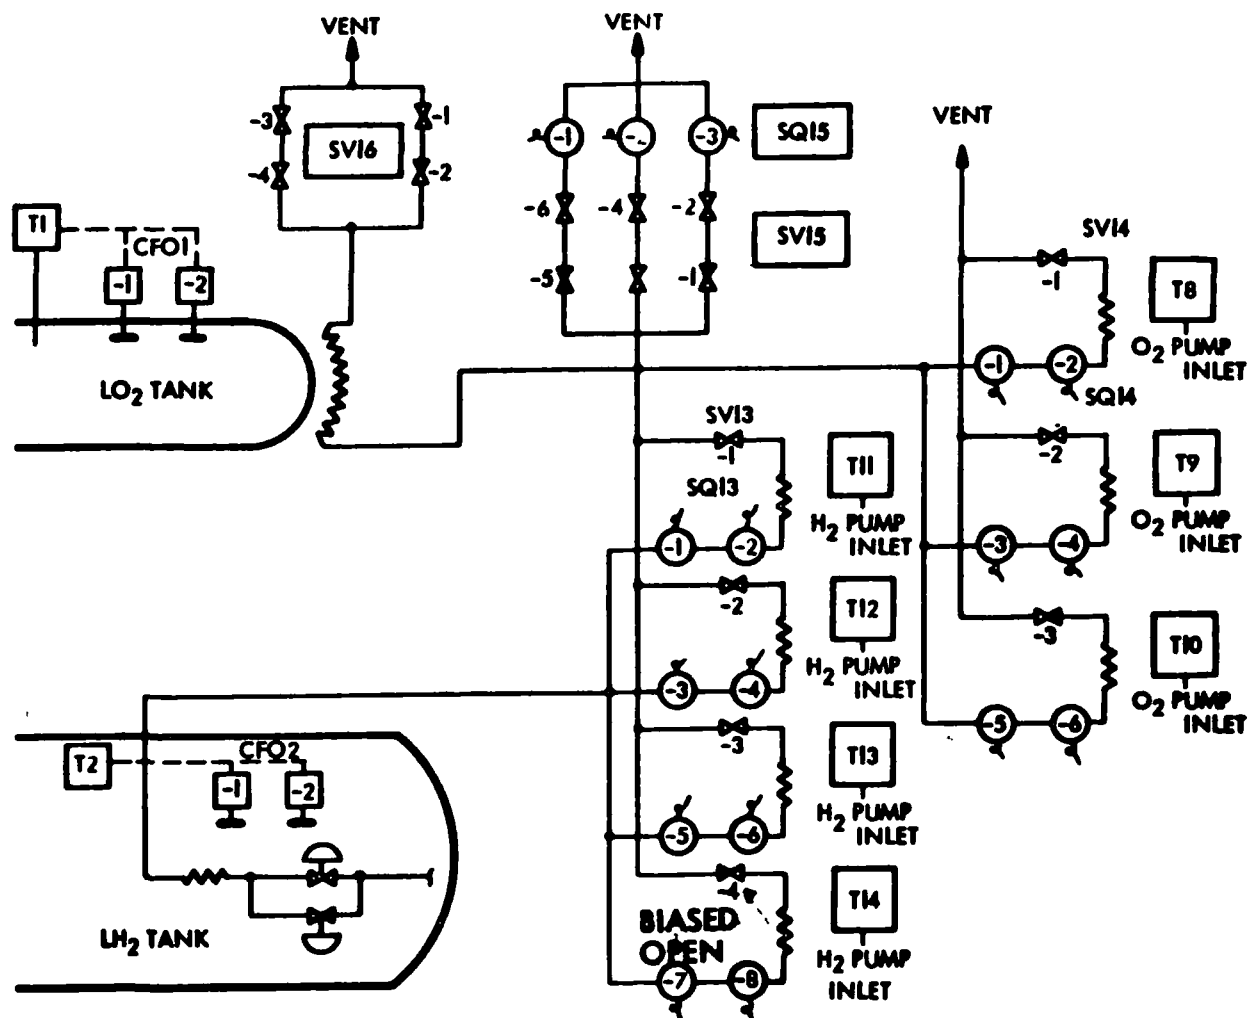 VENT
VENT
VENT
-3
-1
SV16
-4
-2
-1
-3
SQ15
-6
-4
-2
SV15
-5
-1
T1
CFO1
-1
-2
LO2 TANK
SV14
-1
T8
O2 PUMP
INLET
-1
-2
SQ14
SV13
-1
SQ13
T11
H2 PUMP
INLET
-1
-2
-2
T9
O2 PUMP
INLET
-3
-4
-2
T12
H2 PUMP
INLET
-3
-4
-3
T10
O2 PUMP
INLET
-5
-6
-3
T13
H2 PUMP
INLET
-5
-6
T2
CFO2
-1
-2
LH2 TANK
-4
T14
H2 PUMP
INLET
BIASED
OPEN
-7
-8